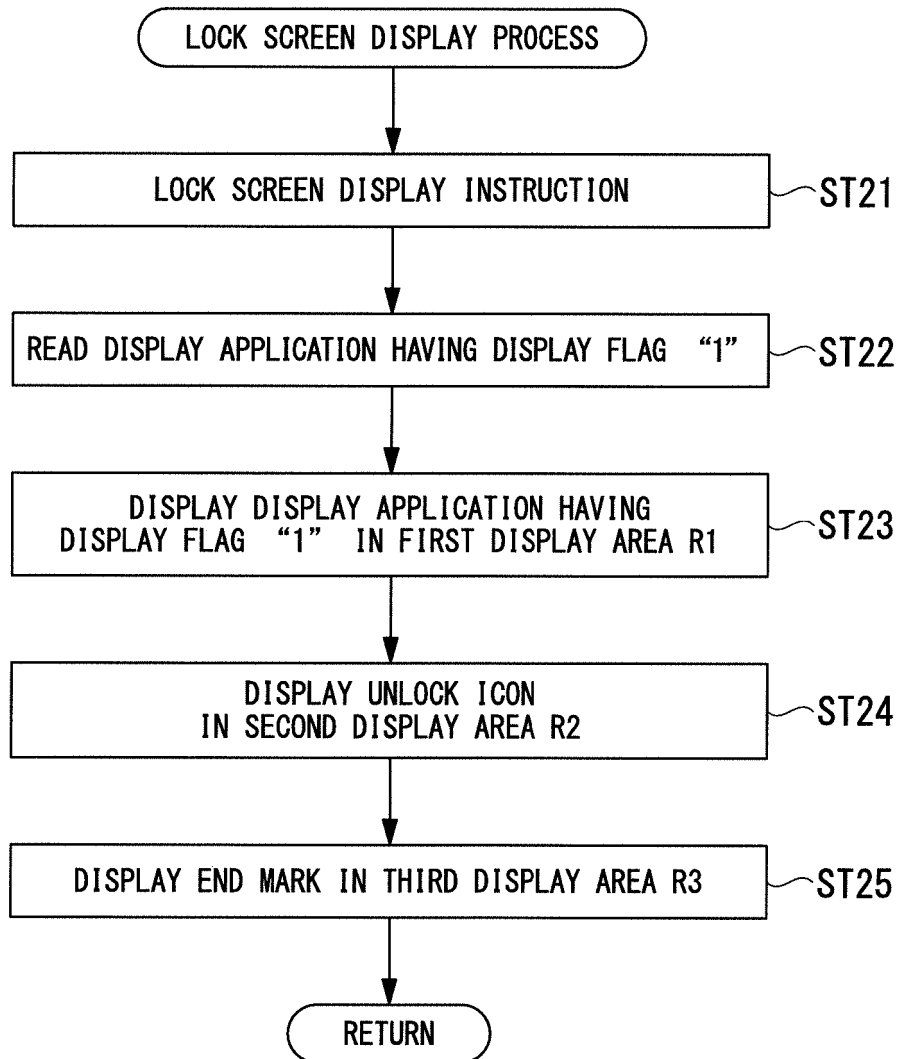 LOCK SCREEN DISPLAY PROCESS
LOCK SCREEN DISPLAY INSTRUCTION
ST21
READ DISPLAY APPLICATION HAVING DISPLAY FLAG “1”
ST22
DISPLAY DISPLAY APPLICATION HAVING
DISPLAY FLAG “1” IN FIRST DISPLAY AREA R1
ST23
DISPLAY UNLOCK ICON
IN SECOND DISPLAY AREA R2
ST24
DISPLAY END MARK IN THIRD DISPLAY AREA R3
ST25
RETURN